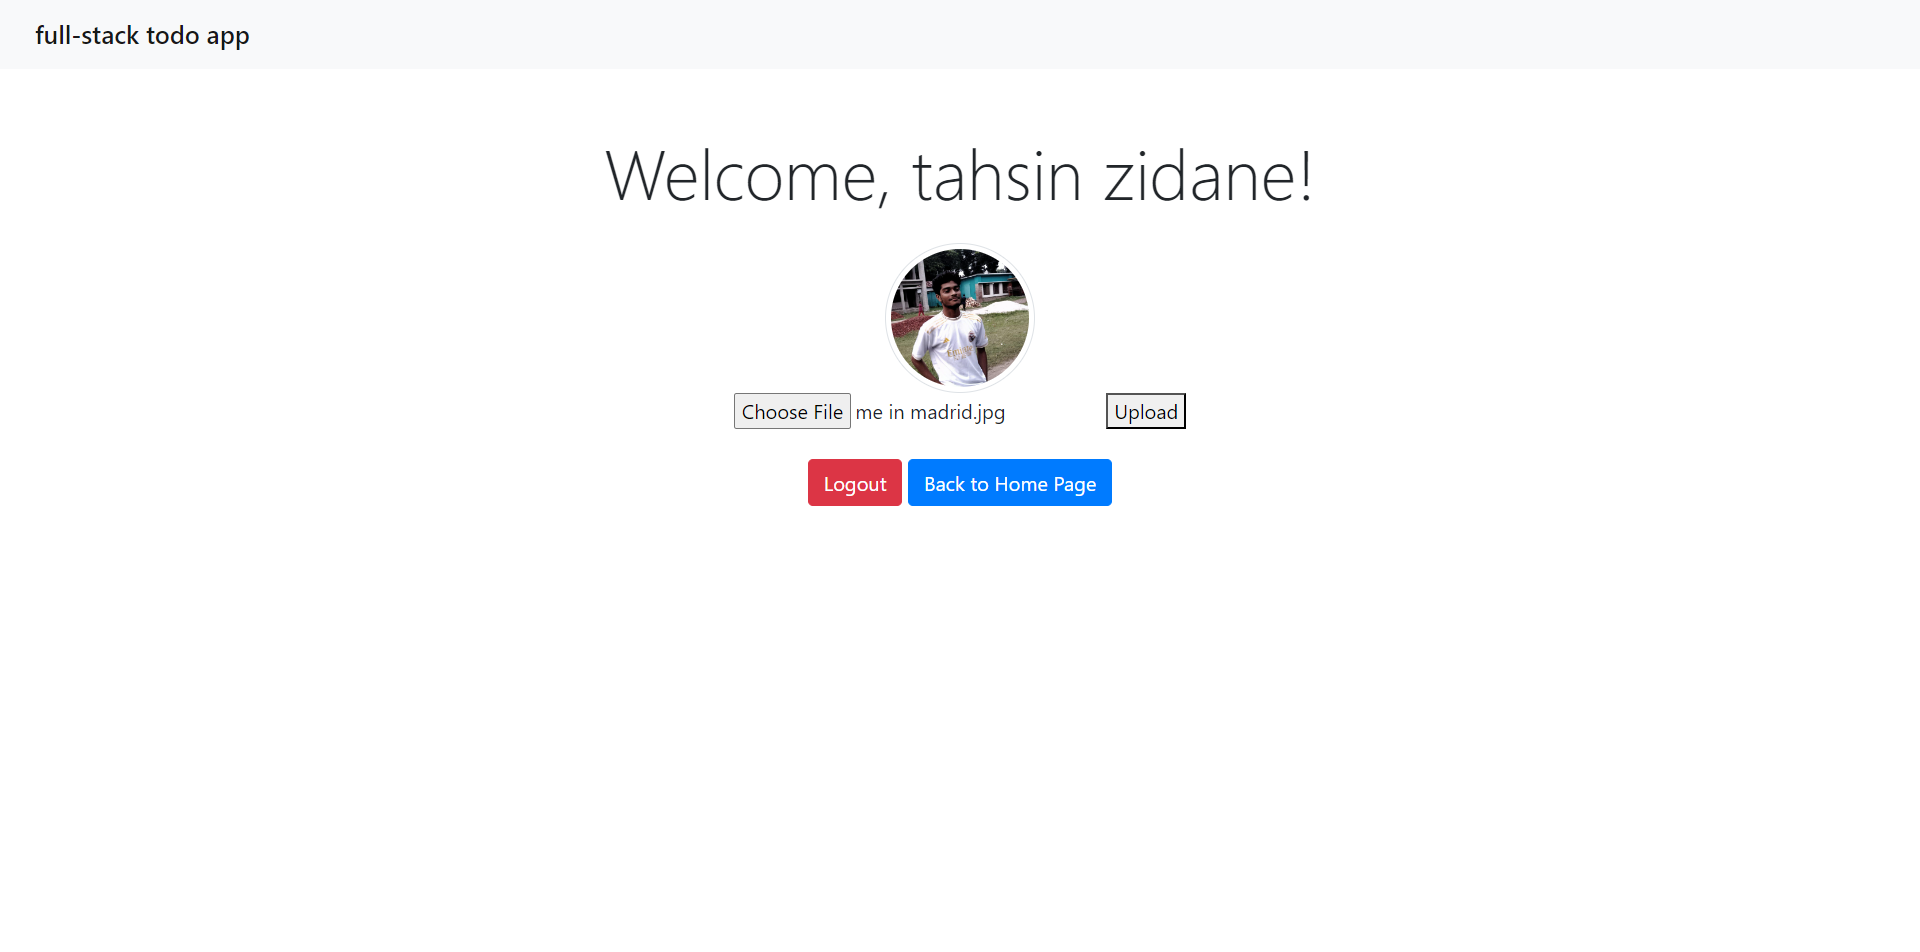 full-stack todo app
Welcome, tahsin zidane!
Choose File me in madrid.jpg Upload
Logout Back to Home Page